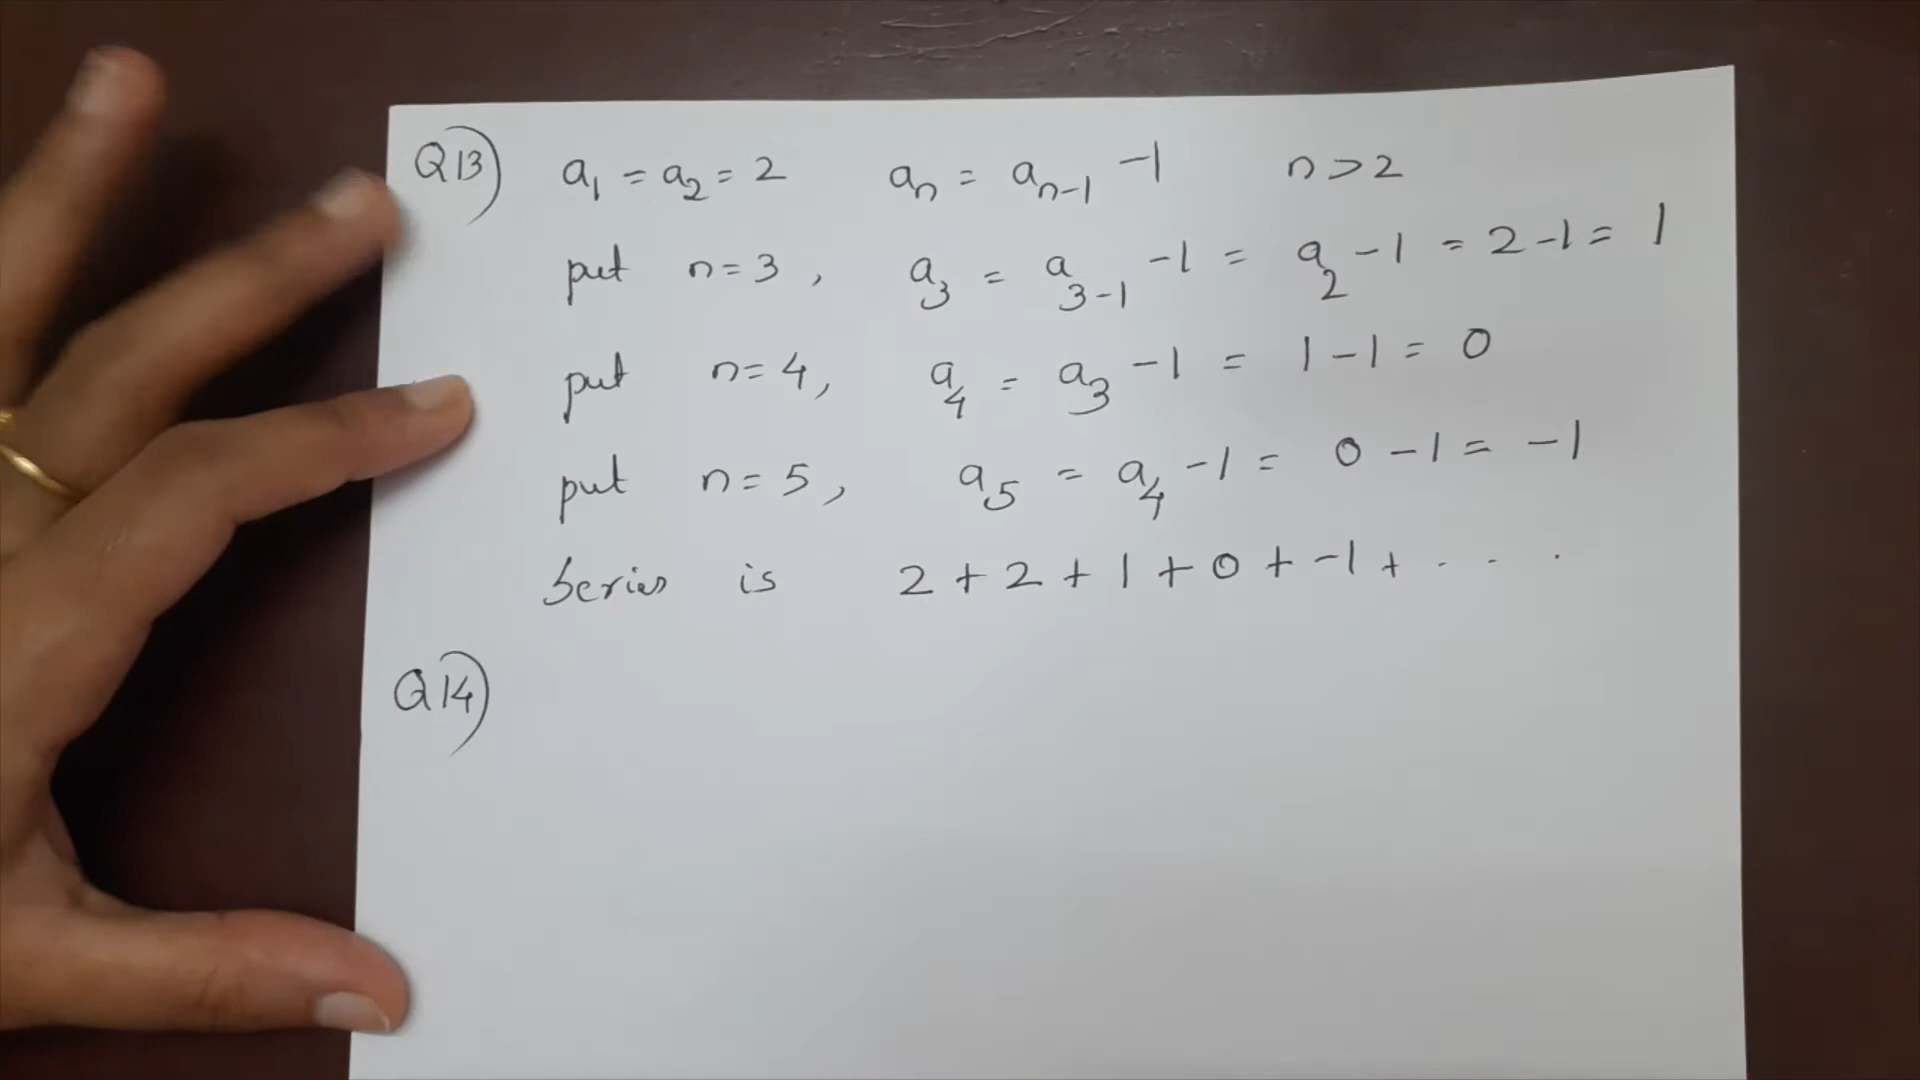 Q13) a₁ = a₂ = 2 aₙ = aₙ₋₁ -1 n>2
put n=3, a₃ = a₃₋₁ -1 = a₂ -1 = 2-1 = 1
put n=4, a₄ = a₃ -1 = 1-1 = 0
put n=5, a₅ = a₄ -1 = 0-1 = -1
Series is 2+2+1+0+-1+ . . .
Q14)